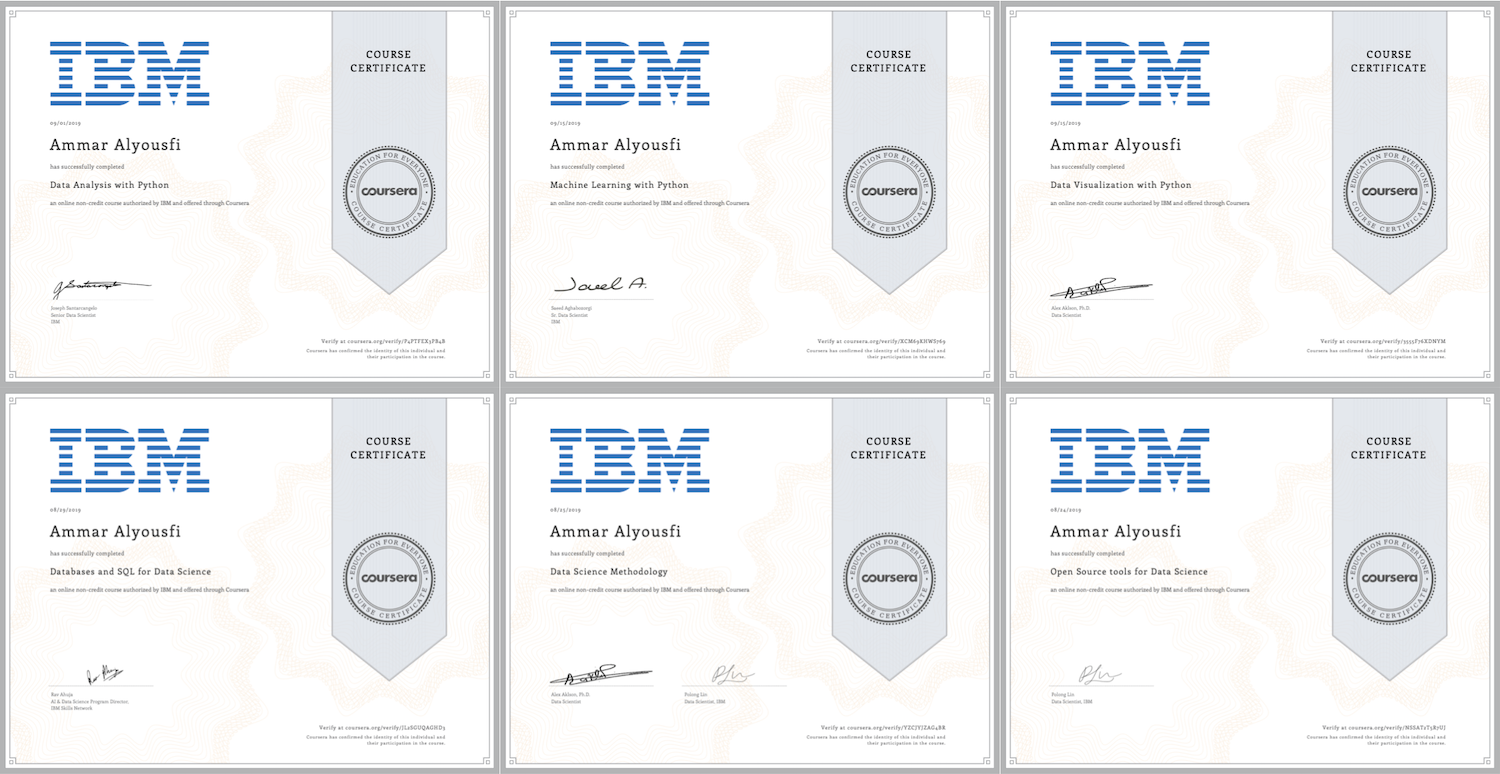 IBM
COURSE
CERTIFICATE
09/01/2019
Ammar Alyousfi
has successfully completed
Data Analysis with Python
an online non-credit course authorized by IBM and offered through Coursera
EDUCATION FOR EVERYONE
coursera
COURSE CERTIFICATE
Joseph Santarcangelo
Senior Data Scientist
IBM
Verify at coursera.org/verify/
Coursera has confirmed the identity of this individual and
their participation in the course.
IBM
COURSE
CERTIFICATE
09/15/2019
Ammar Alyousfi
has successfully completed
Machine Learning with Python
an online non-credit course authorized by IBM and offered through Coursera
EDUCATION FOR EVERYONE
coursera
COURSE CERTIFICATE
Saeed Aghabozorgi
Sr. Data Scientist
IBM
Verify at coursera.org/verify/
Coursera has confirmed the identity of this individual and
their participation in the course.
IBM
COURSE
CERTIFICATE
09/15/2019
Ammar Alyousfi
has successfully completed
Data Visualization with Python
an online non-credit course authorized by IBM and offered through Coursera
EDUCATION FOR EVERYONE
coursera
COURSE CERTIFICATE
Alex Aklson, Ph.D.
Data Scientist
Verify at coursera.org/verify/
Coursera has confirmed the identity of this individual and
their participation in the course.
IBM
COURSE
CERTIFICATE
08/29/2019
Ammar Alyousfi
has successfully completed
Databases and SQL for Data Science
an online non-credit course authorized by IBM and offered through Coursera
EDUCATION FOR EVERYONE
coursera
COURSE CERTIFICATE
Rav Ahuja
AI & Data Science Program Director,
IBM Skills Network
Verify at coursera.org/verify/
Coursera has confirmed the identity of this individual and
their participation in the course.
IBM
COURSE
CERTIFICATE
08/25/2019
Ammar Alyousfi
has successfully completed
Data Science Methodology
an online non-credit course authorized by IBM and offered through Coursera
EDUCATION FOR EVERYONE
coursera
COURSE CERTIFICATE
Alex Aklson, Ph.D.
Data Scientist
Polong Lin
Data Scientist, IBM
Verify at coursera.org/verify/
Coursera has confirmed the identity of this individual and
their participation in the course.
IBM
COURSE
CERTIFICATE
08/24/2019
Ammar Alyousfi
has successfully completed
Open Source tools for Data Science
an online non-credit course authorized by IBM and offered through Coursera
EDUCATION FOR EVERYONE
coursera
COURSE CERTIFICATE
Polong Lin
Data Scientist, IBM
Verify at coursera.org/verify/
Coursera has confirmed the identity of this individual and
their participation in the course.